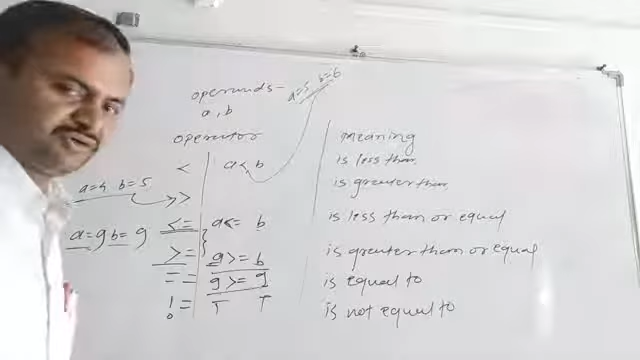 operands- a=5 b=6
a, b
operator meaning
< a< b is less than
a=4 b=5 >> is greater than
<= a<= b is less than or equal
a=9 b=9
>= 9>= b is greater than or equal
== 9>= 9 is equal to
!= T T is not equal to